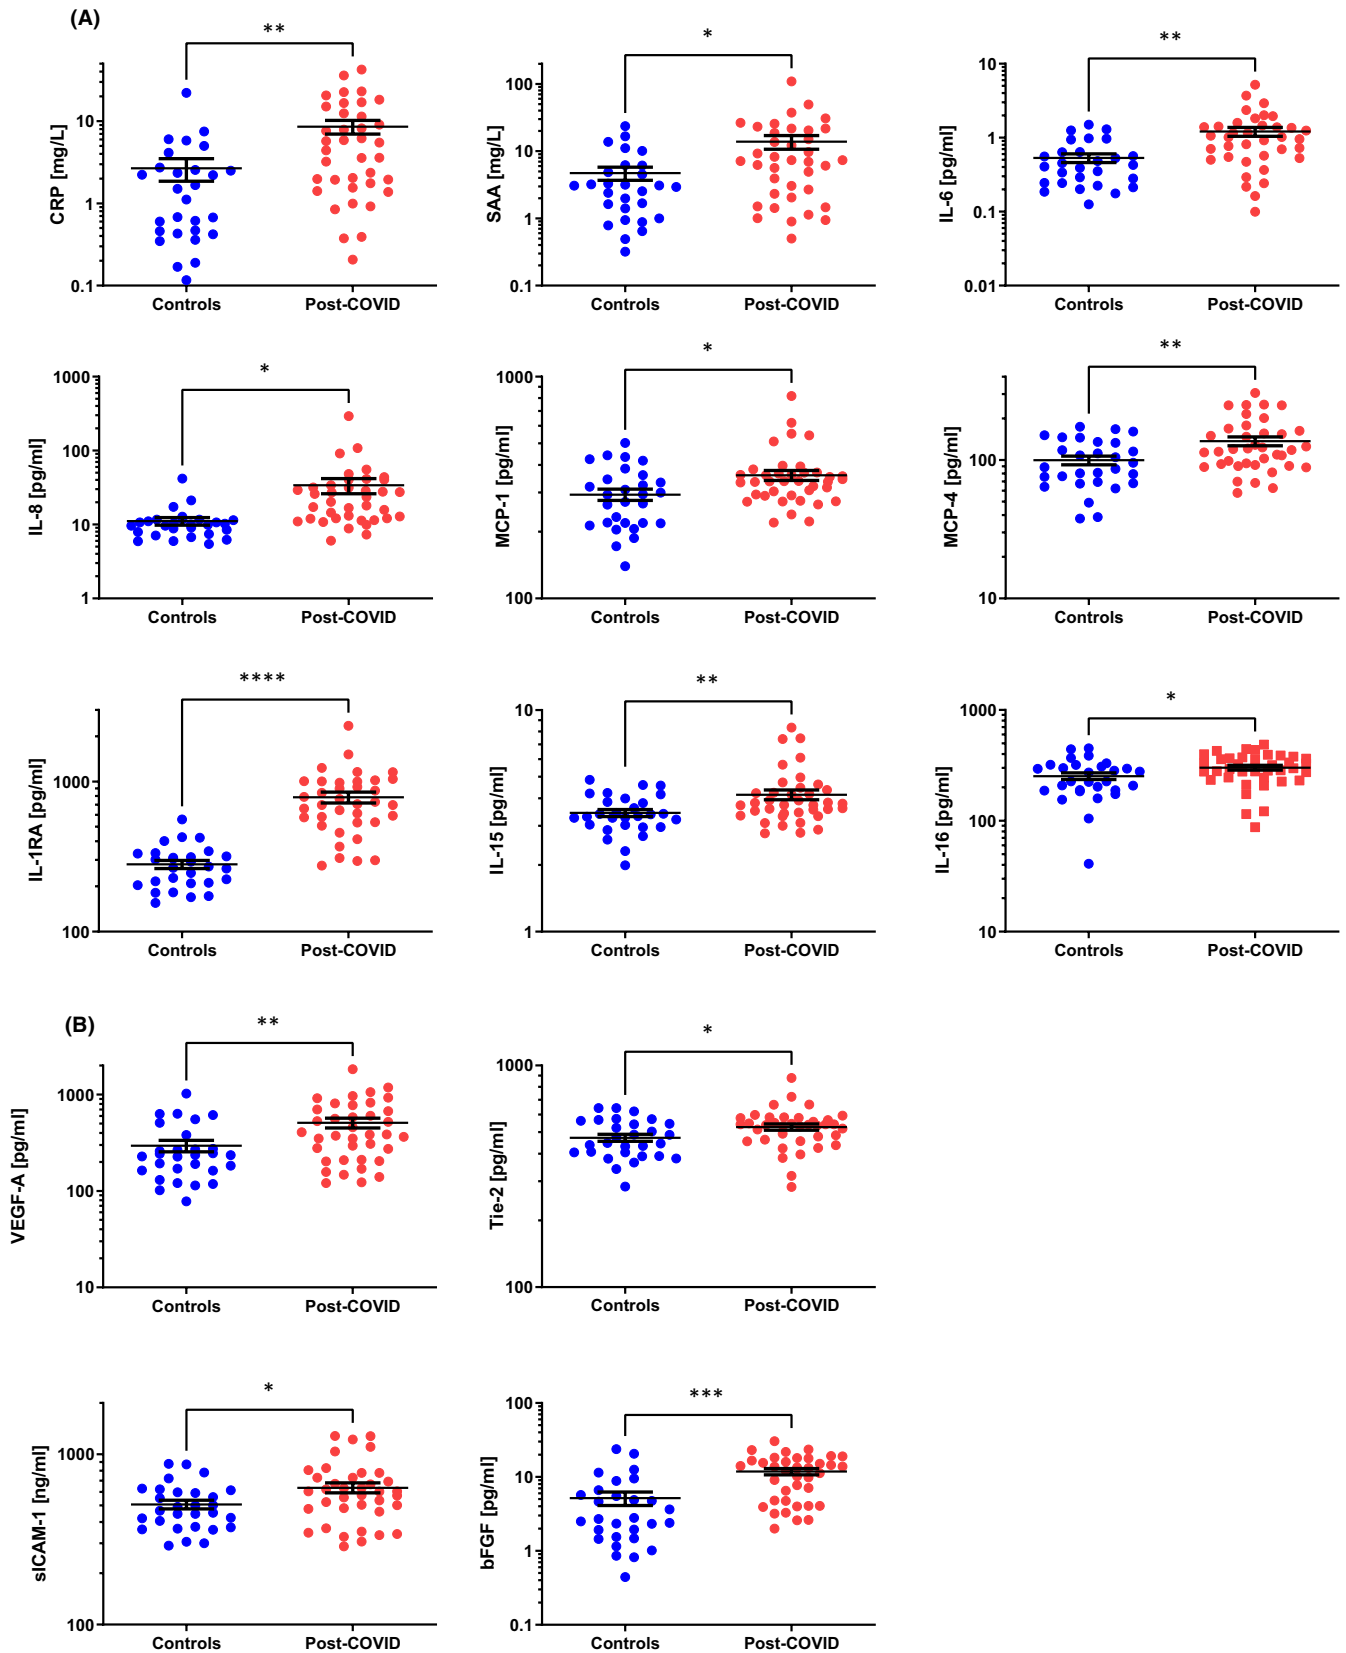 (A)
**
CRP [mg/L]
10
1
0.1
Controls Post-COVID
*
SAA [mg/L]
100
10
1
0.1
Controls Post-COVID
**
IL-6 [pg/ml]
10
1
0.1
0.01
Controls Post-COVID
*
IL-8 [pg/ml]
1000
100
10
1
Controls Post-COVID
*
MCP-1 [pg/ml]
1000
100
Controls Post-COVID
**
MCP-4 [pg/ml]
100
10
Controls Post-COVID
****
IL-1RA [pg/ml]
1000
100
Controls Post-COVID
**
IL-15 [pg/ml]
10
1
Controls Post-COVID
*
IL-16 [pg/ml]
1000
100
10
Controls Post-COVID
(B)
**
VEGF-A [pg/ml]
1000
100
10
Controls Post-COVID
*
Tie-2 [pg/ml]
1000
100
Controls Post-COVID
*
sICAM-1 [ng/ml]
1000
100
Controls Post-COVID
***
bFGF [pg/ml]
100
10
1
0.1
Controls Post-COVID